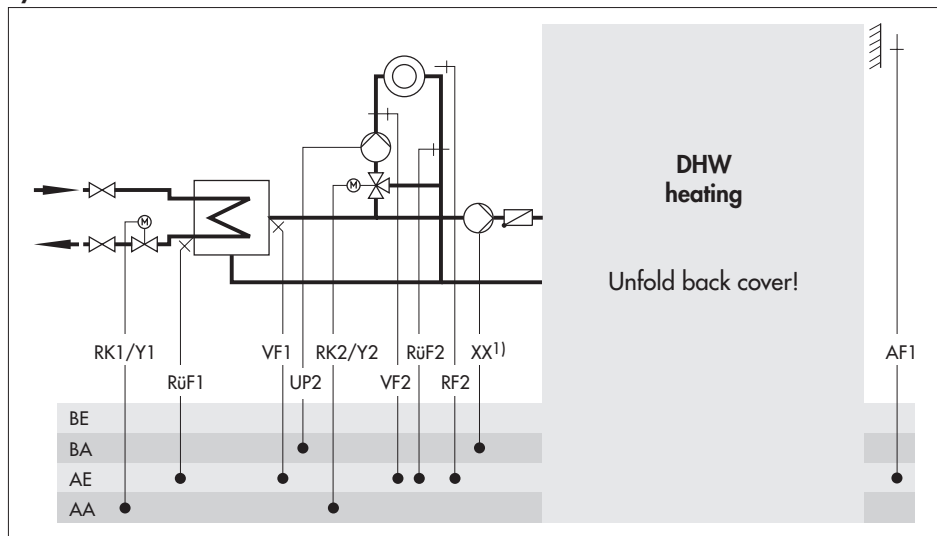 DHW
heating
Unfold back cover!
M
M
RK1/Y1
VF1
RK2/Y2
RüF2
XX1)
AF1
RüF1
UP2
VF2
RF2
BE
BA
AE
AA